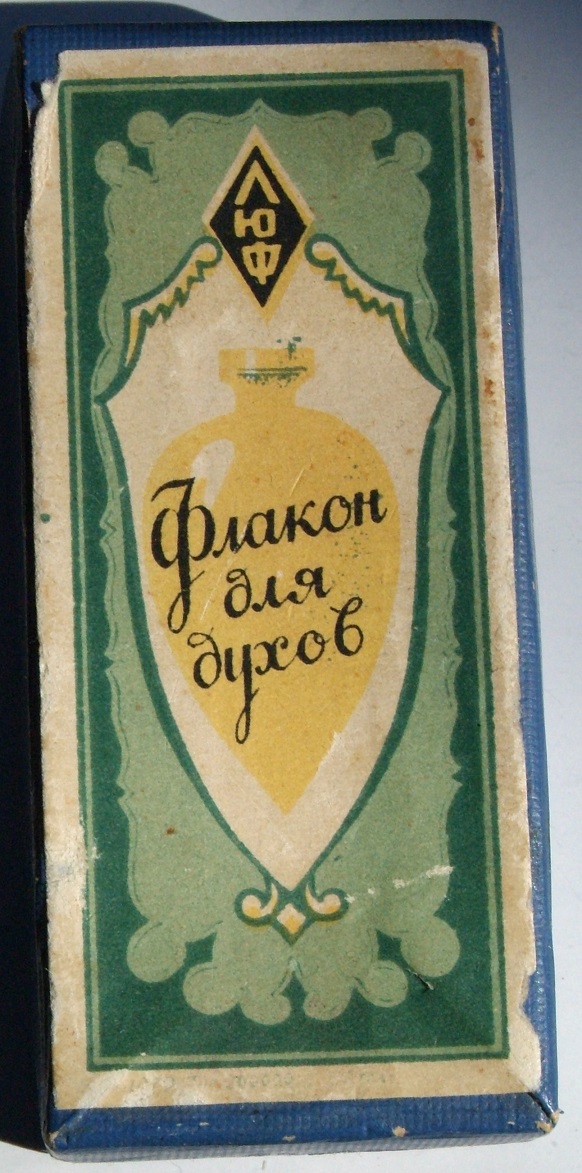 Л
Ю
Ф
Флакон
для
духов